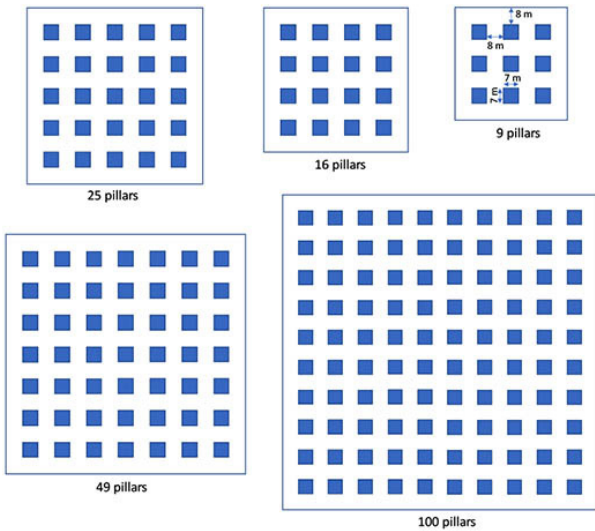 8 m
8 m
7 m
7 m
25 pillars
16 pillars
9 pillars
49 pillars
100 pillars